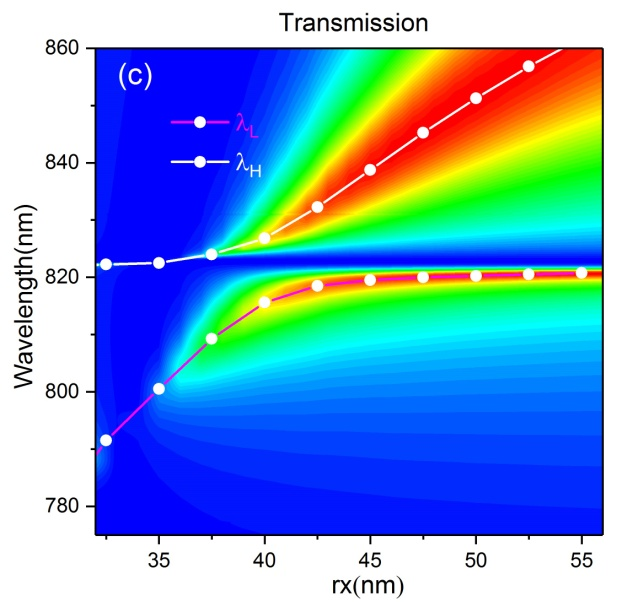 Transmission
(c)
λL
λH
860
840
820
800
780
Wavelength(nm)
35 40 45 50 55
rx(nm)